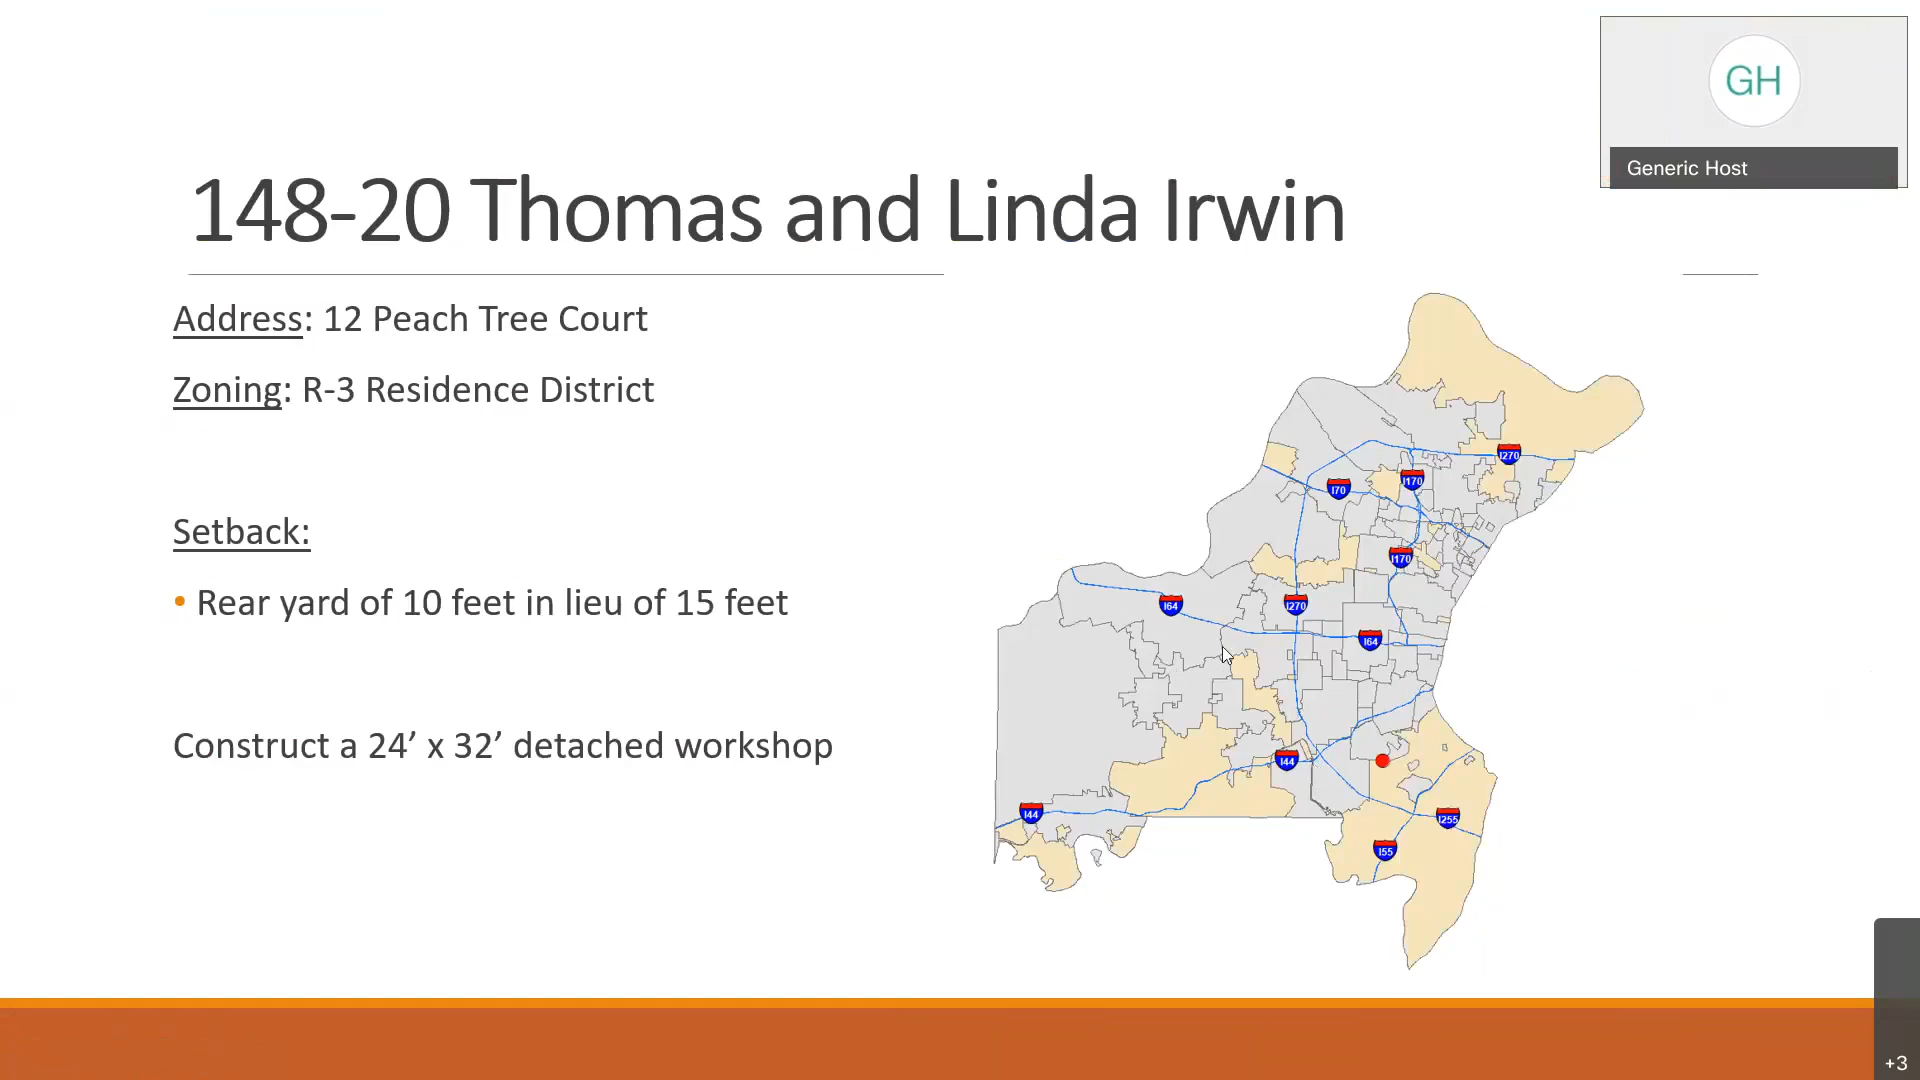 GH
Generic Host
148-20 Thomas and Linda Irwin
Address: 12 Peach Tree Court
Zoning: R-3 Residence District
Setback:
• Rear yard of 10 feet in lieu of 15 feet
Construct a 24’ x 32’ detached workshop
I270
I170
I70
I170
I64
I270
I64
I44
I44
I255
I55
+3